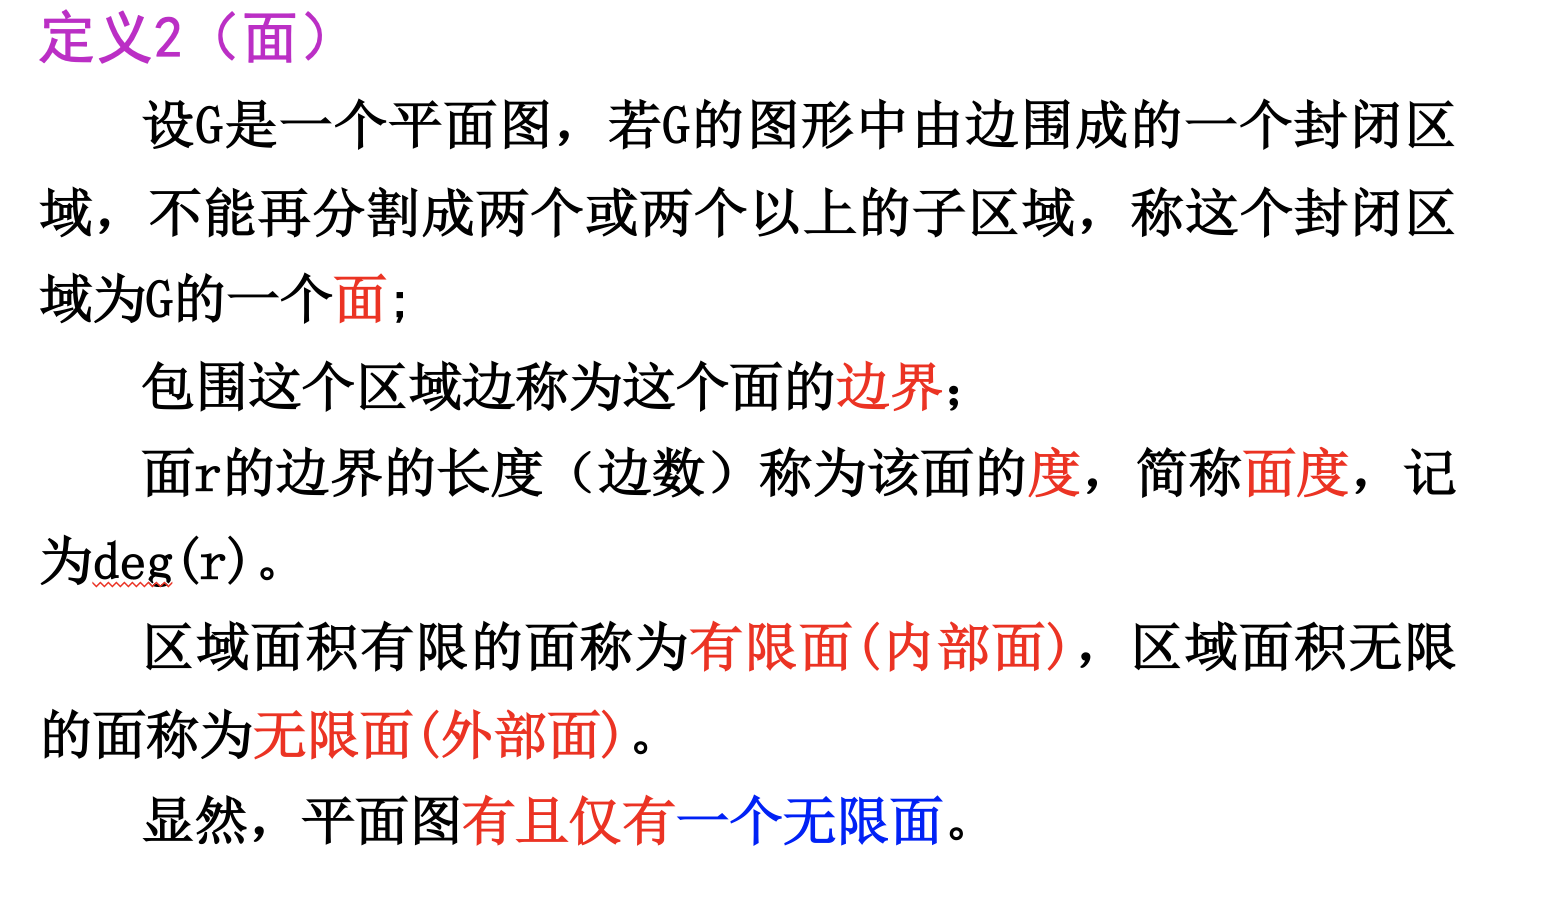 定义2（面）
设G是一个平面图，若G的图形中由边围成的一个封闭区
域，不能再分割成两个或两个以上的子区域，称这个封闭区
域为G的一个面;
包围这个区域边称为这个面的边界;
面r的边界的长度（边数）称为该面的度，简称面度，记
为deg(r)。
区域面积有限的面称为有限面(内部面)，区域面积无限
的面称为无限面(外部面)。
显然，平面图有且仅有一个无限面。